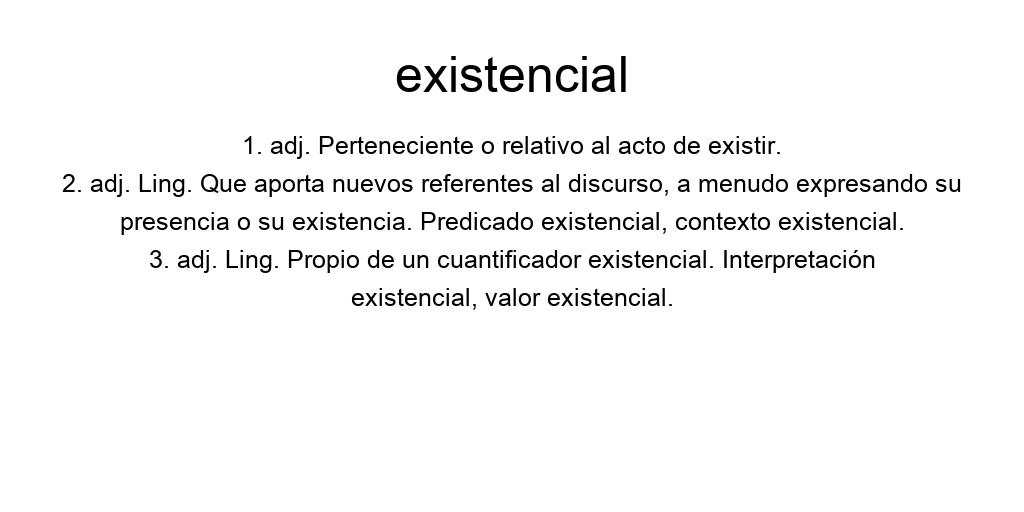 existencial
1. adj. Perteneciente o relativo al acto de existir.
2. adj. Ling. Que aporta nuevos referentes al discurso, a menudo expresando su
presencia o su existencia. Predicado existencial, contexto existencial.
3. adj. Ling. Propio de un cuantificador existencial. Interpretación
existencial, valor existencial.